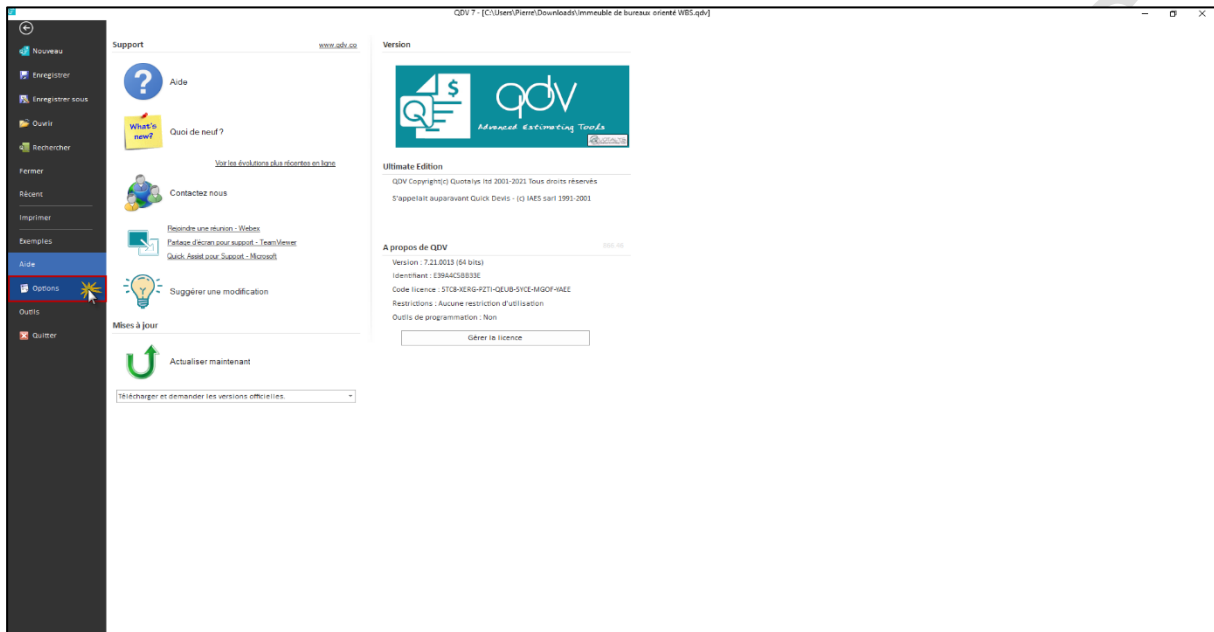 QDV 7 - [C:\Users\Pierre\Downloads\Immeuble de bureaux orienté WBS.qdv]
Nouveau
Enregistrer
Enregistrer sous
Ouvrir
Rechercher
Fermer
Récent
Imprimer
Exemples
Aide
Options
Outils
Quitter
Support
www.qdv.co
Aide
What's
new?
Quoi de neuf ?
Voir les évolutions plus récentes en ligne
Contactez nous
Rejoindre une réunion - Webex
Partage d'écran pour support - TeamViewer
Quick Assist pour Support - Microsoft
Suggérer une modification
Mises à jour
Actualiser maintenant
Télécharger et demander les versions officielles.
Version
$
Q
qdv
Advanced Estimating Tools
Ultimate Edition
QDV Copyright(c) Quotalys ltd 2001-2021 Tous droits réservés
S'appelait auparavant Quick Devis - (c) IAES sarl 1991-2001
A propos de QDV
Version : 7.21.0013 (64 bits)
Identifiant : E39A4C5BB33E
Code licence : 5TCB-XERG-PZTI-QEUB-SYCE-MGOF-YAEE
Restrictions : Aucune restriction d'utilisation
Outils de programmation : Non
Gérer la licence